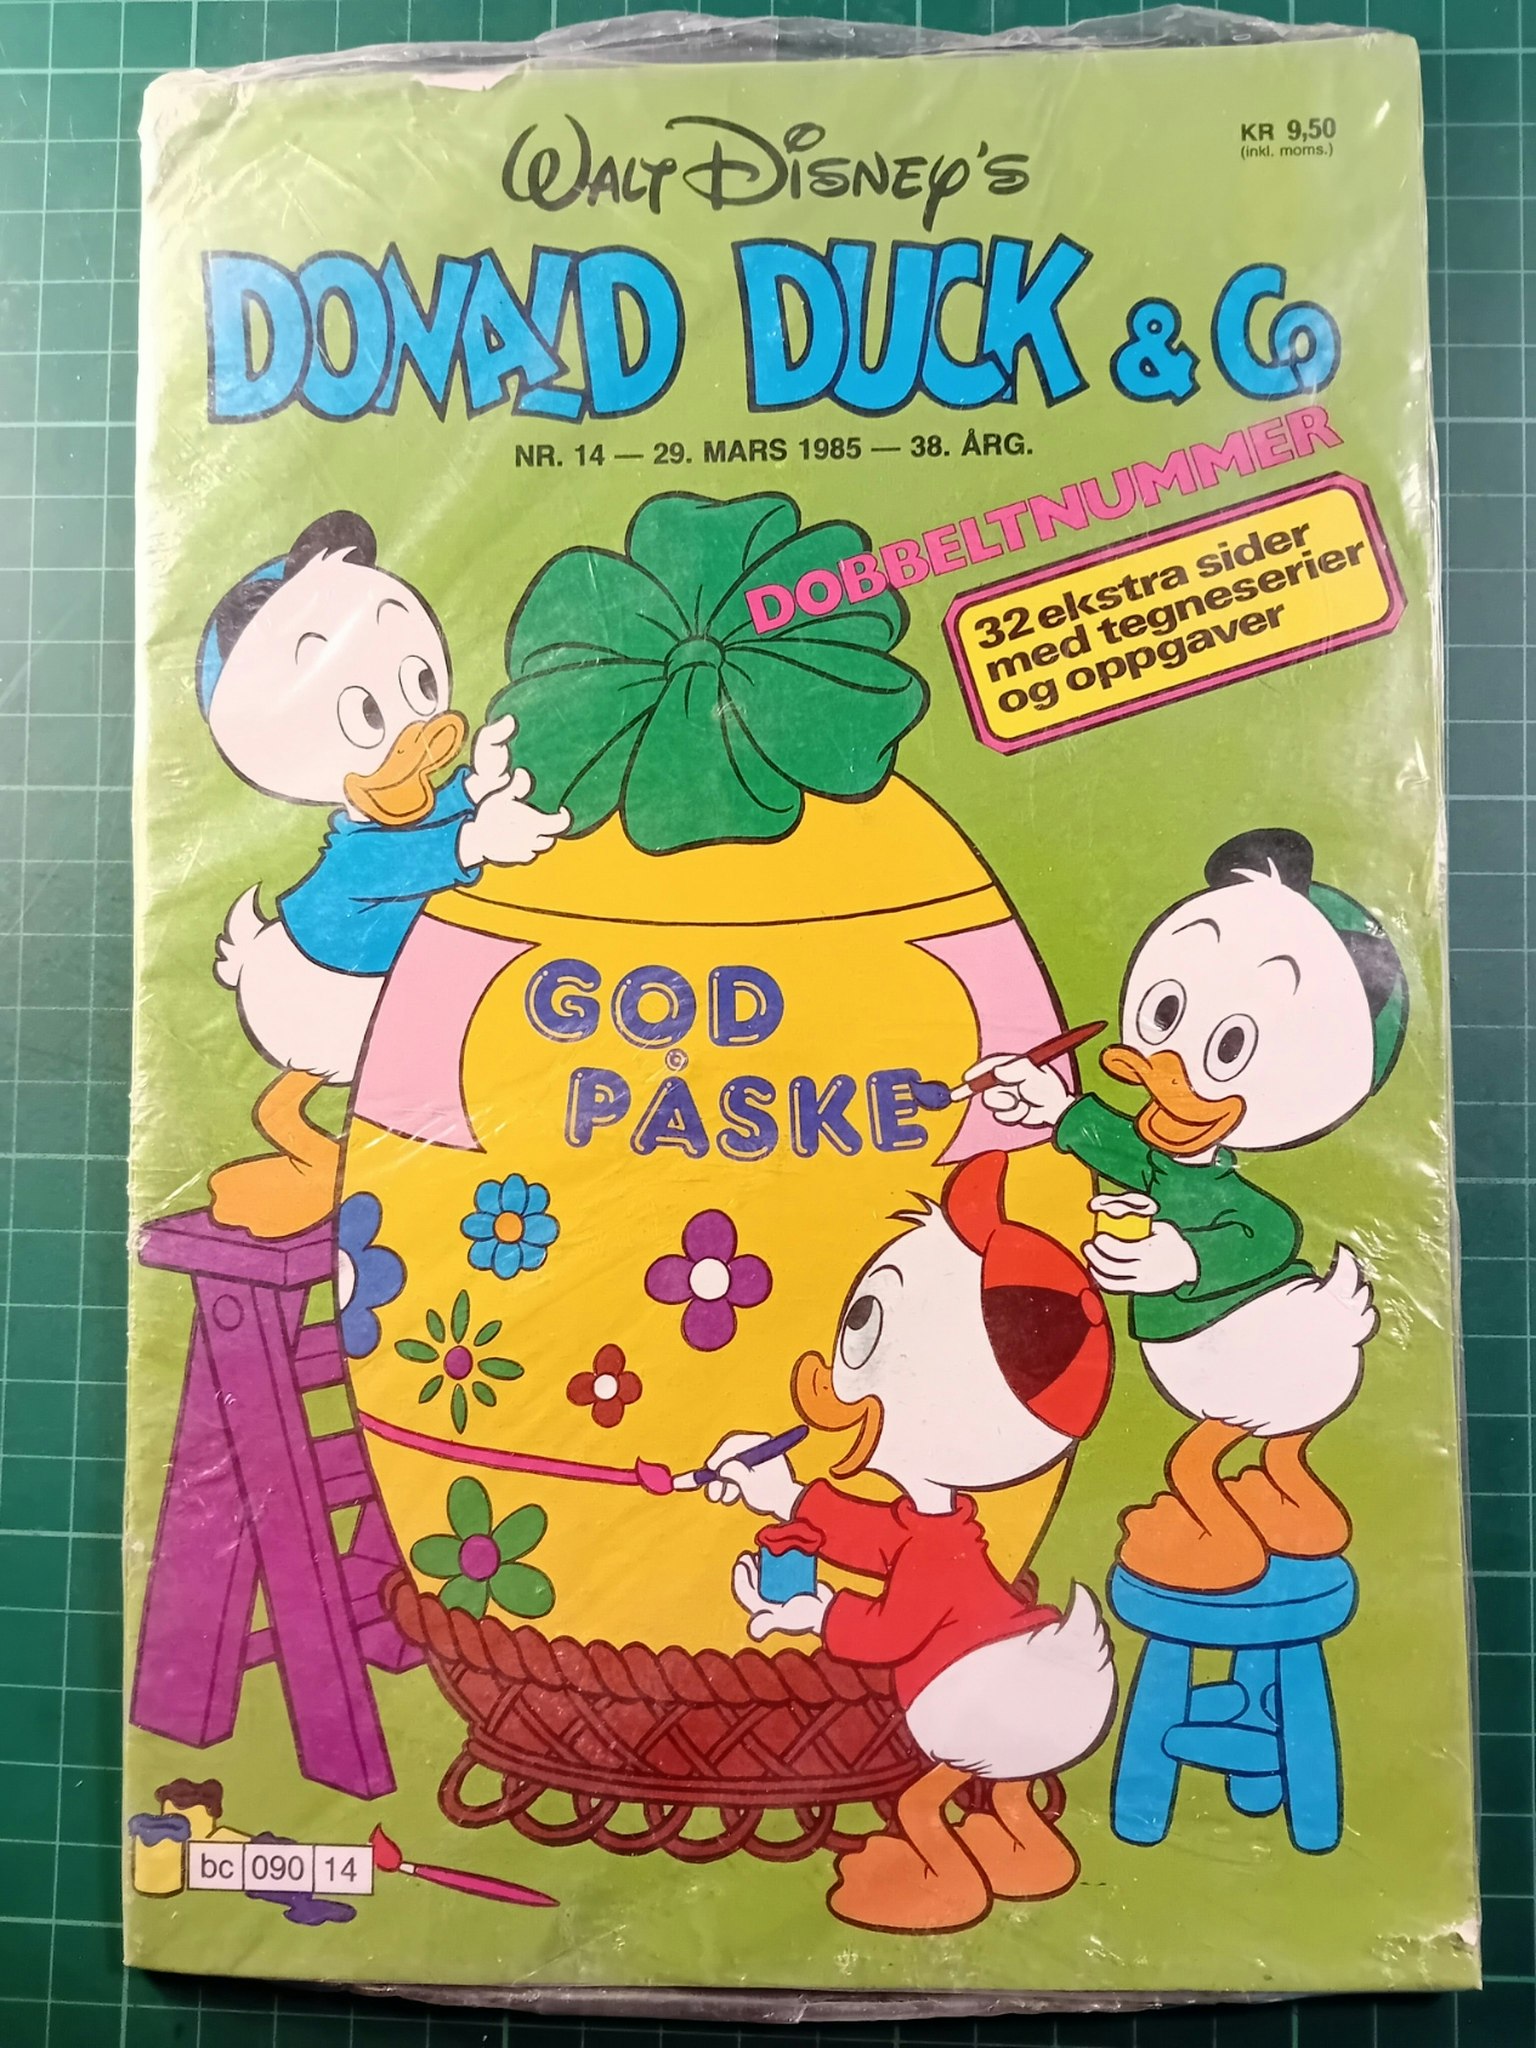 WALT DISNEY'S
KR 9,50
(inkl. moms.)
DONALD DUCK & Co
NR. 14 — 29. MARS 1985 — 38. ÅRG.
DOBBELTNUMMER
32 ekstra sider
med tegneserier
og oppgaver
GOD
PÅSKE
bc 090 14